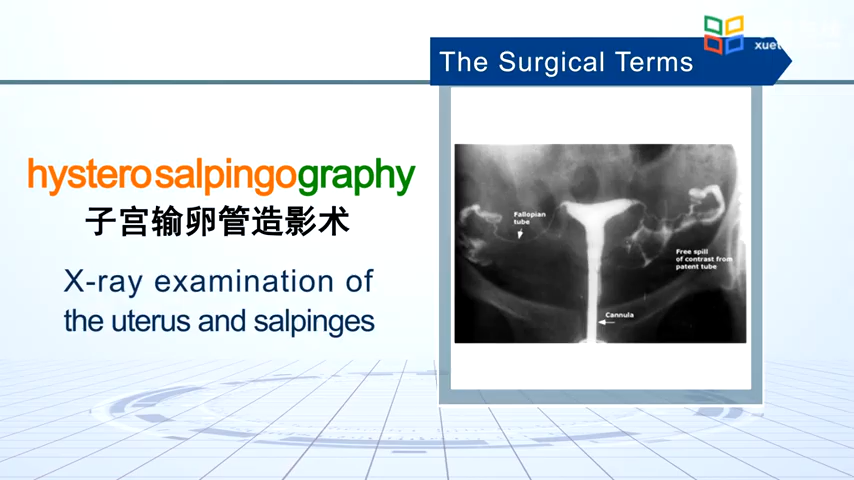 The Surgical Terms
hysterosalpingography
子宫输卵管造影术
X-ray examination of
the uterus and salpinges
Fallopian
tube
Free spill
of contrast from
patent tube
Cannula